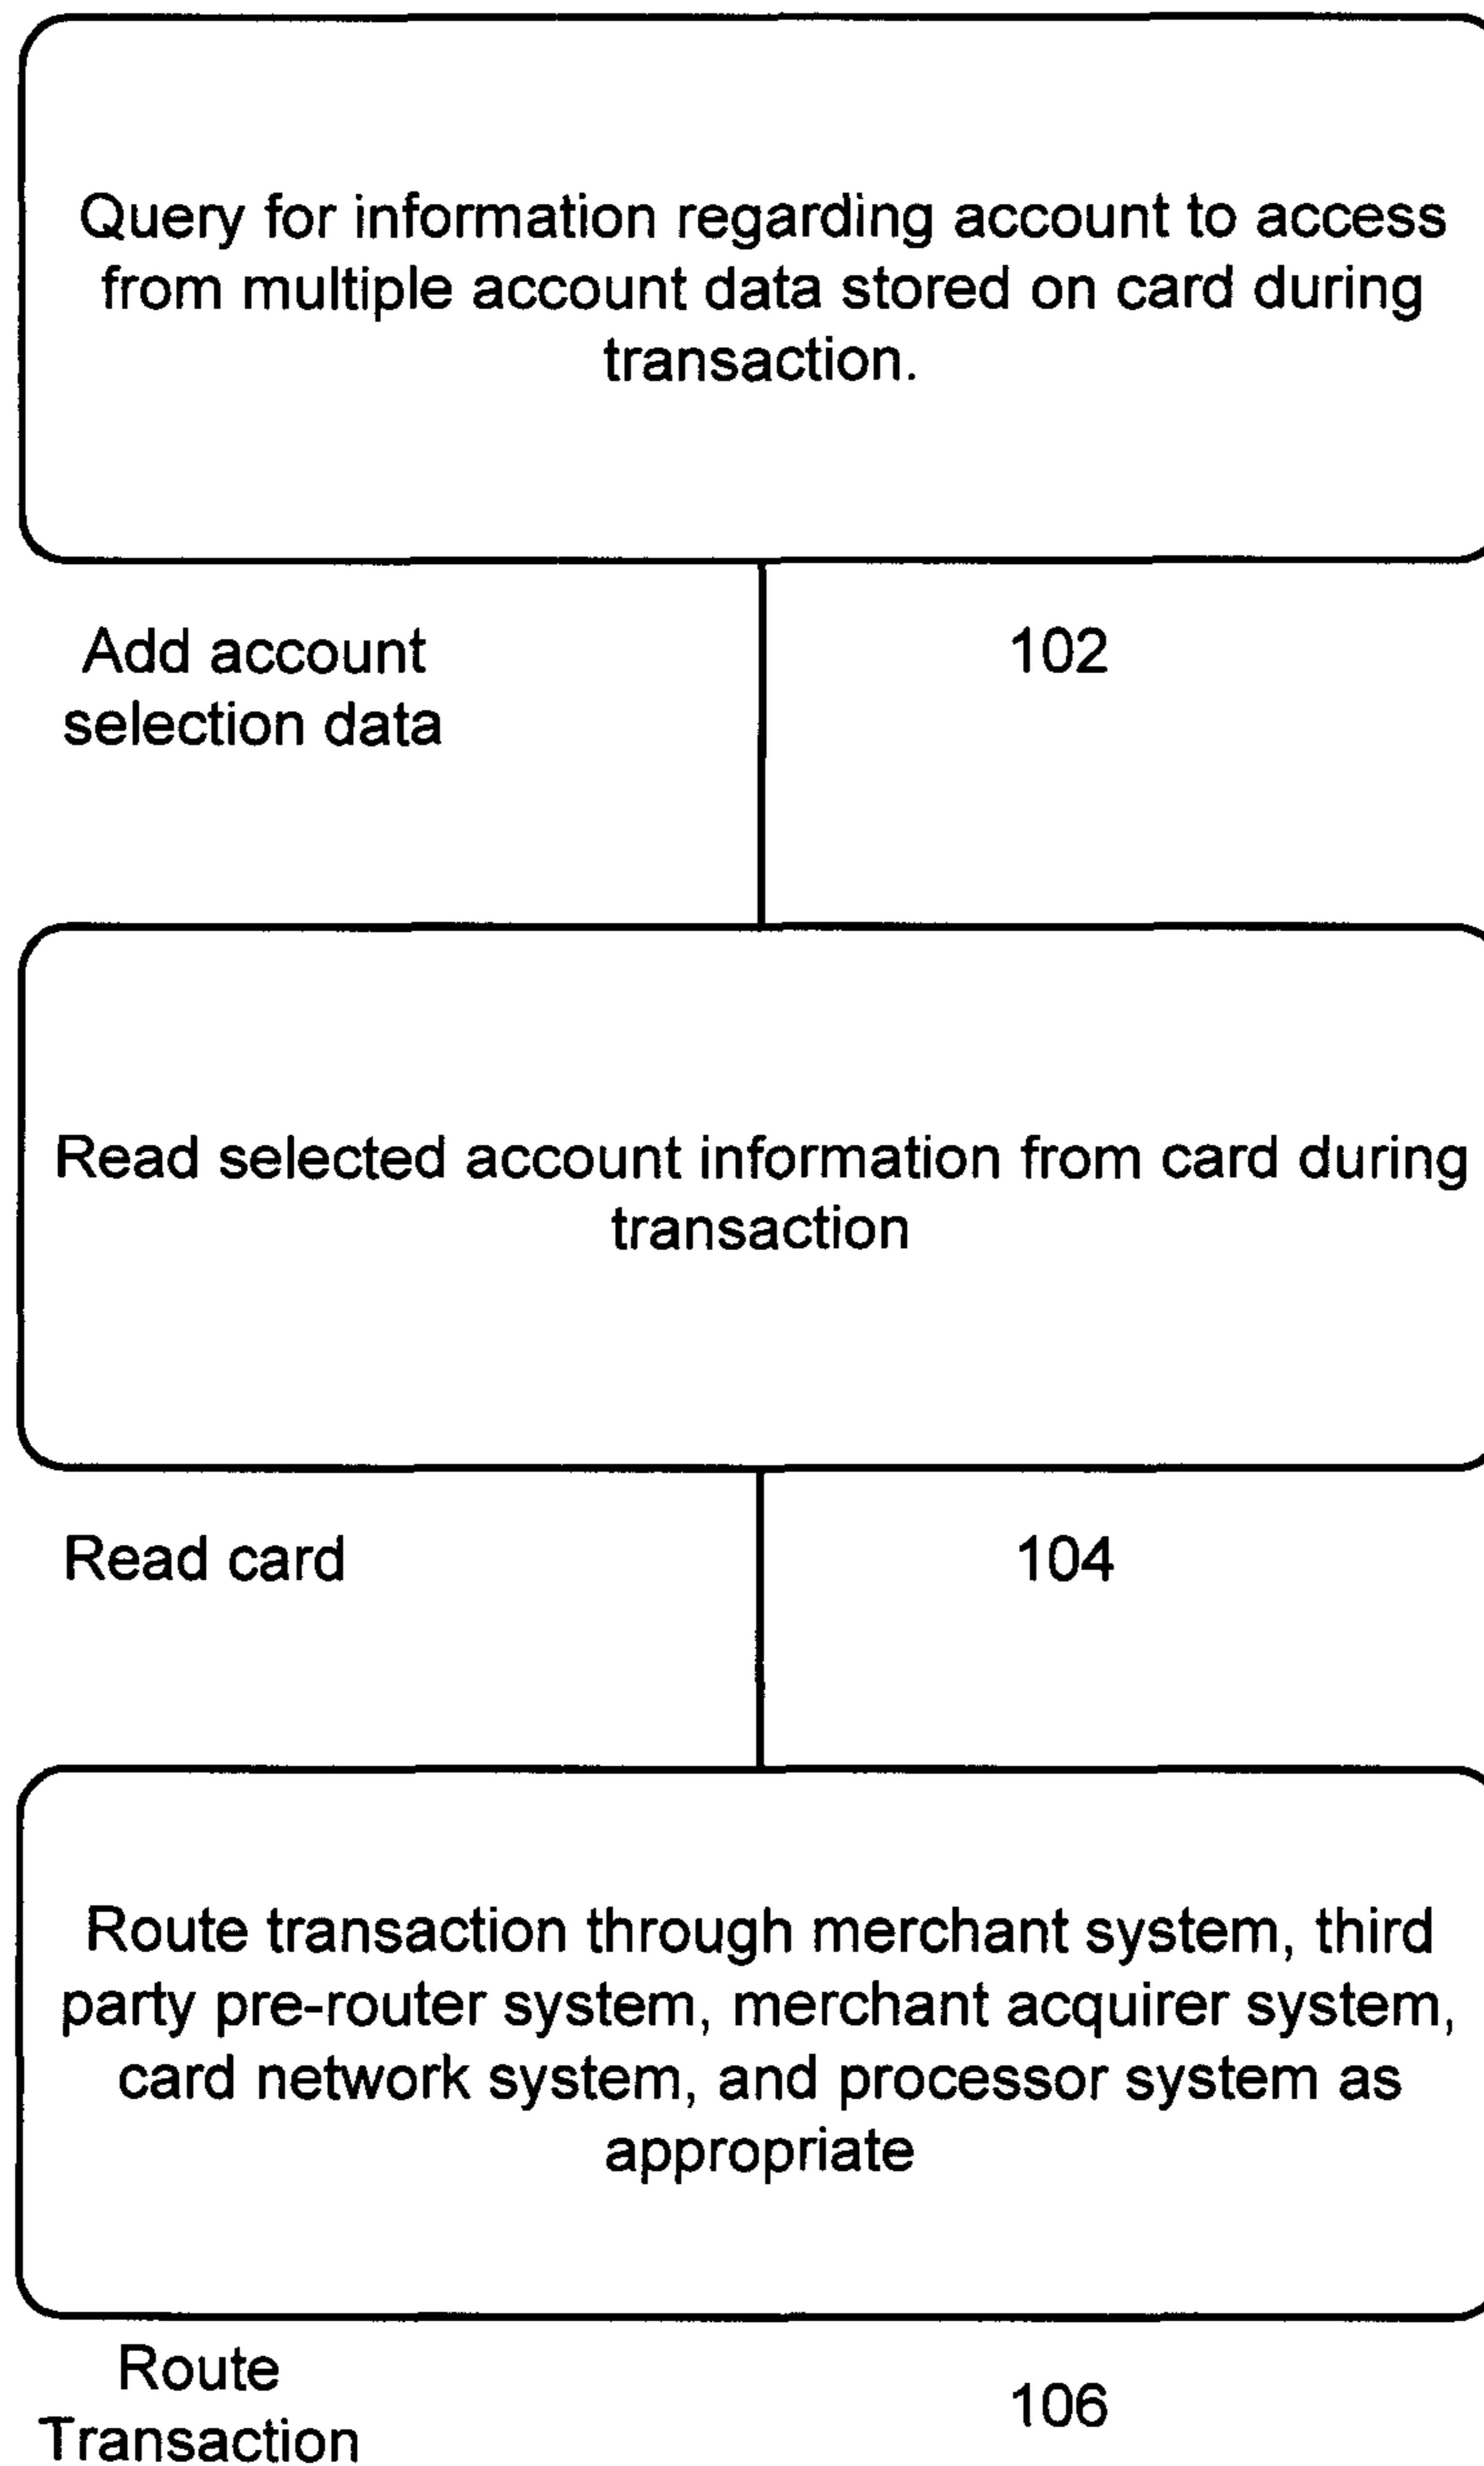 Query for information regarding account to access
from multiple account data stored on card during
transaction.
Add account
selection data
102
Read selected account information from card during
transaction
Read card
104
Route transaction through merchant system, third
party pre-router system, merchant acquirer system,
card network system, and processor system as
appropriate
Route
Transaction
106